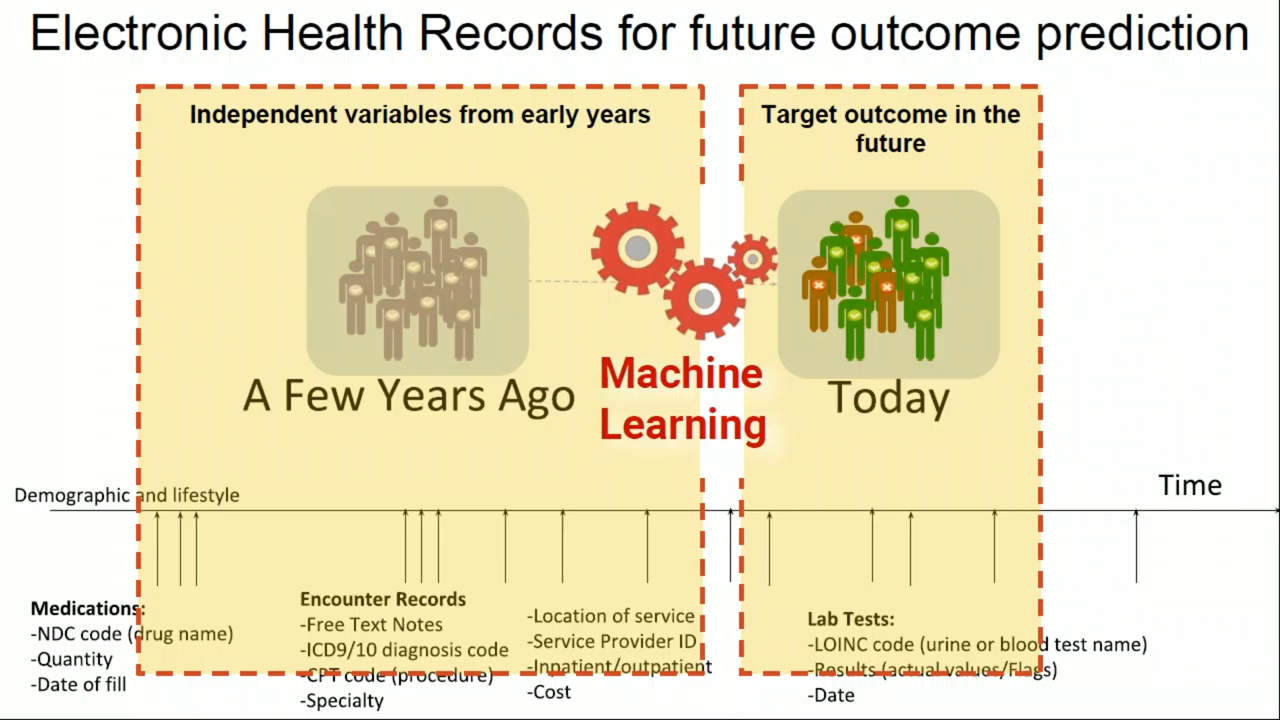 Electronic Health Records for future outcome prediction
Independent variables from early years
Target outcome in the
future
A Few Years Ago
Machine
Learning
Today
Demographic and lifestyle
Time
Medications:
-NDC code (drug name)
-Quantity
-Date of fill
Encounter Records
-Free Text Notes
-ICD9/10 diagnosis code
-CPT code (procedure)
-Specialty
-Location of service
-Service Provider ID
-Inpatient/outpatient
-Cost
Lab Tests:
-LOINC code (urine or blood test name)
-Results (actual values/Flags)
-Date